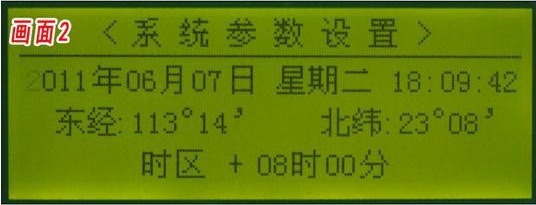 画面2 < 系统参数设置 >
2011年06月07日 星期二 18:09:42
东经:113°14’ 北纬:23°08’
时区 + 08时00分